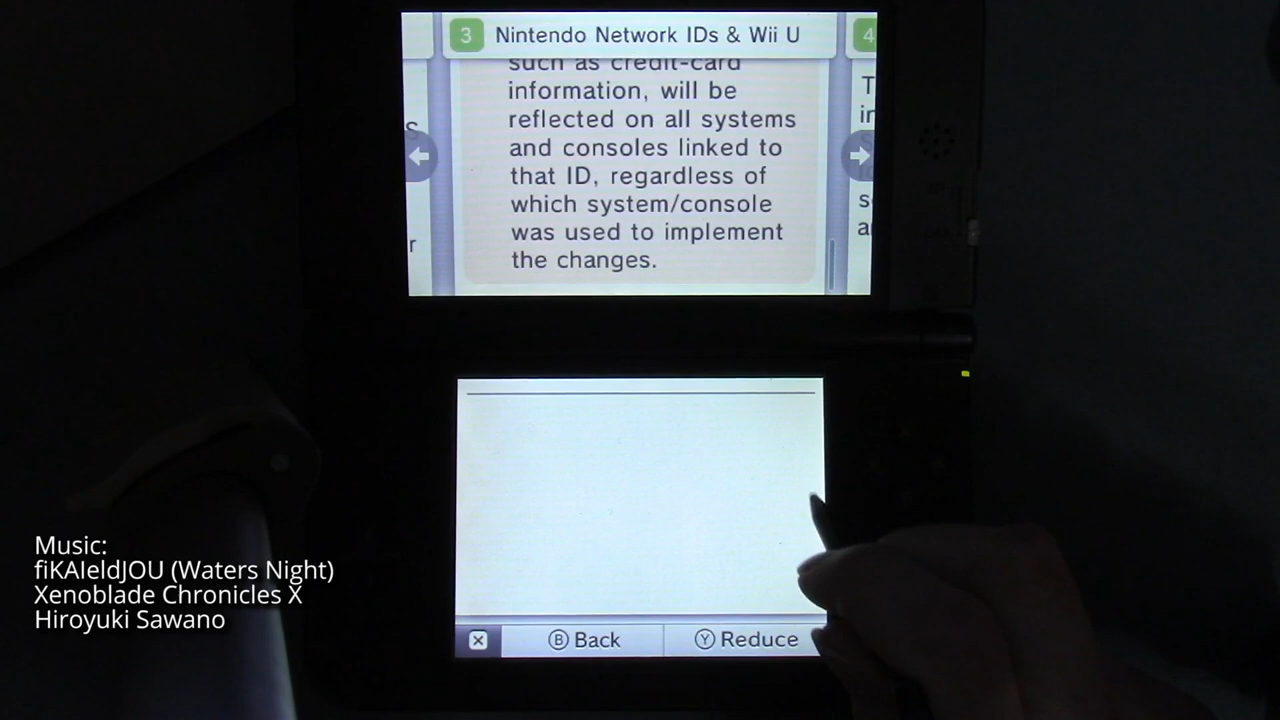 3 Nintendo Network IDs & Wii U
4
such as credit-card
information, will be
reflected on all systems
and consoles linked to
that ID, regardless of
which system/console
was used to implement
the changes.
B Back
Y Reduce
Music:
fiKAleldJOU (Waters Night)
Xenoblade Chronicles X
Hiroyuki Sawano